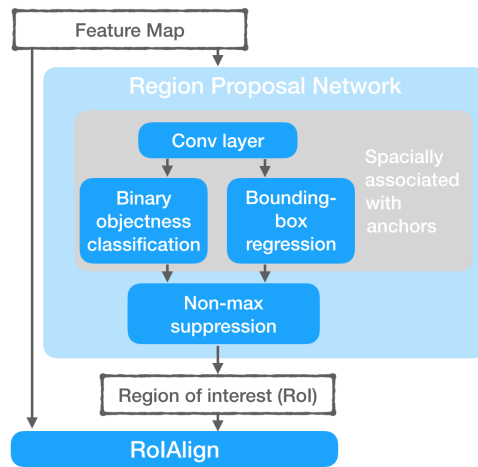 Feature Map
Region Proposal Network
Conv layer
Spacially
associated
with
anchors
Binary
objectness
classification
Bounding-
box
regression
Non-max
suppression
Region of interest (RoI)
RoIAlign